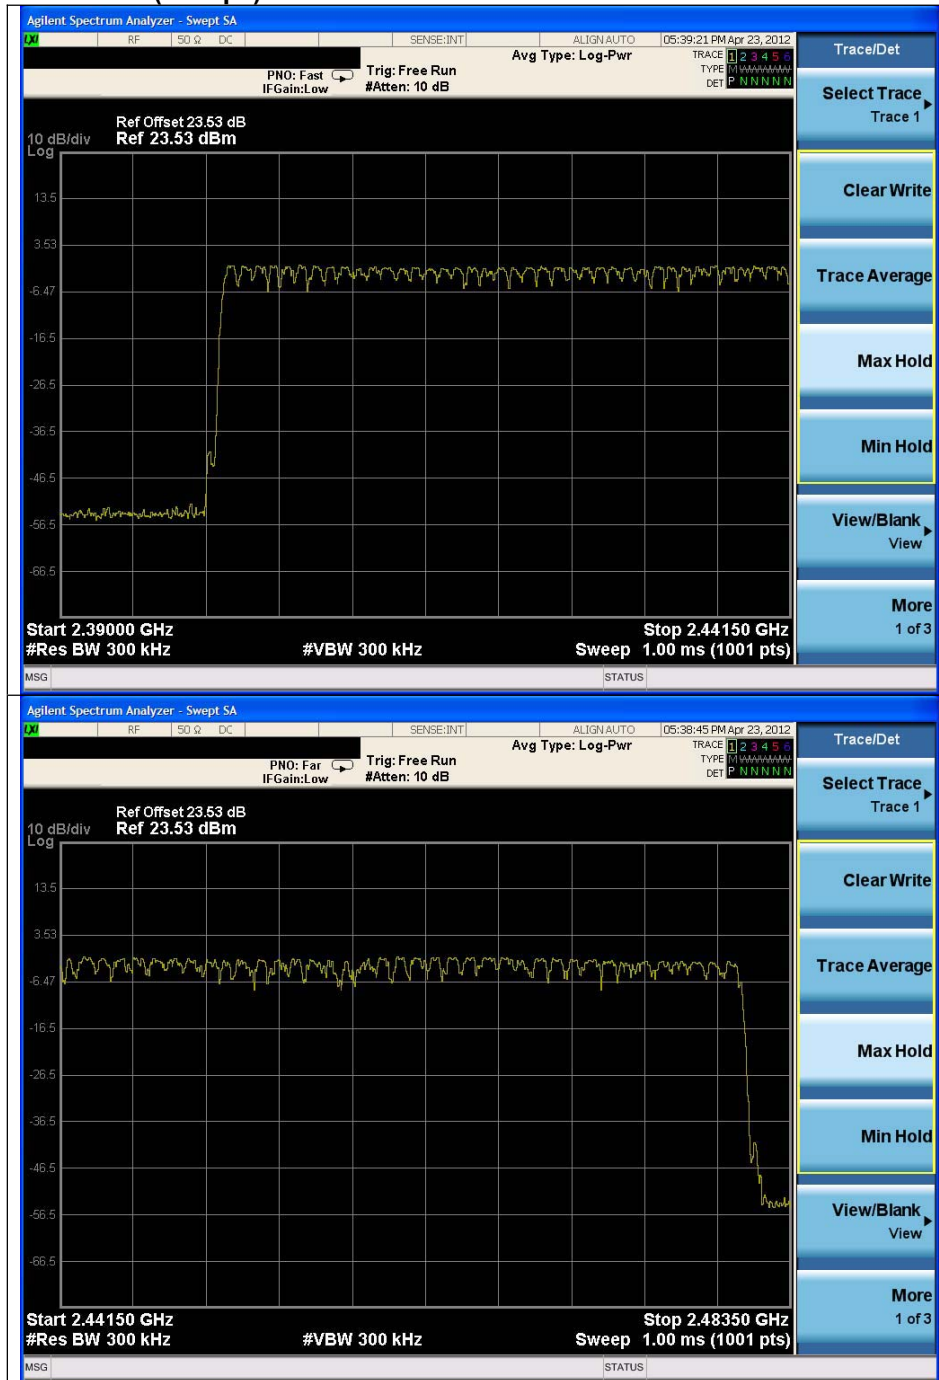 Agilent Spectrum Analyzer - Swept SA
LXI RF 50 Ω DC SENSE:INT ALIGNAUTO 05:39:21 PM Apr 23, 2012
Avg Type: Log-Pwr TRACE 1 2 3 4 5 6
PNO: Fast Trig: Free Run TYPE M WWWWW
IFGain:Low #Atten: 10 dB DET P N N N N N
Ref Offset 23.53 dB
10 dB/div Ref 23.53 dBm
Log
13.5
3.53
-6.47
-16.5
-26.5
-36.5
-46.5
-56.5
-66.5
Start 2.39000 GHz Stop 2.44150 GHz
#Res BW 300 kHz #VBW 300 kHz Sweep 1.00 ms (1001 pts)
MSG STATUS
Trace/Det
Select Trace
Trace 1
Clear Write
Trace Average
Max Hold
Min Hold
View/Blank
View
More
1 of 3
Agilent Spectrum Analyzer - Swept SA
LXI RF 50 Ω DC SENSE:INT ALIGNAUTO 05:38:45 PM Apr 23, 2012
Avg Type: Log-Pwr TRACE 1 2 3 4 5 6
PNO: Far Trig: Free Run TYPE M WWWWW
IFGain:Low #Atten: 10 dB DET P N N N N N
Ref Offset 23.53 dB
10 dB/div Ref 23.53 dBm
Log
13.5
3.53
-6.47
-16.5
-26.5
-36.5
-46.5
-56.5
-66.5
Start 2.44150 GHz Stop 2.48350 GHz
#Res BW 300 kHz #VBW 300 kHz Sweep 1.00 ms (1001 pts)
MSG STATUS
Trace/Det
Select Trace
Trace 1
Clear Write
Trace Average
Max Hold
Min Hold
View/Blank
View
More
1 of 3